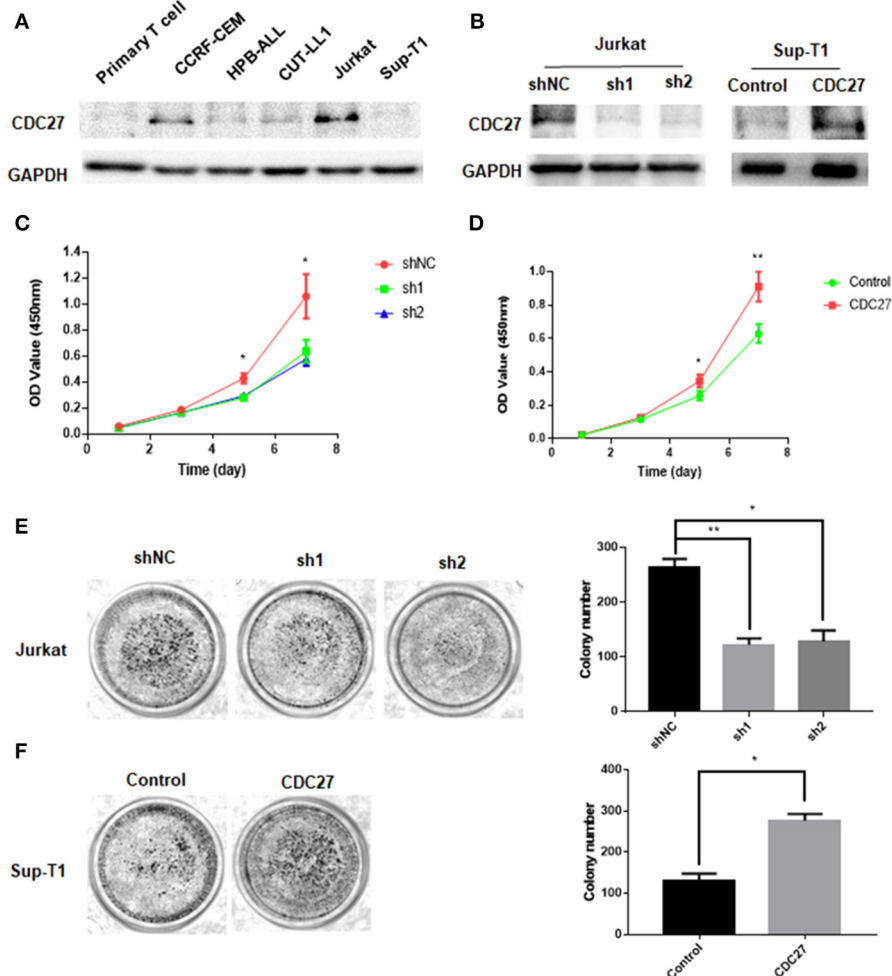 A
Primary T cell
CCRF-CEM
HPB-ALL
CUT-LL1
Jurkat
Sup-T1
CDC27
GAPDH
B
Jurkat
Sup-T1
shNC
sh1
sh2
Control
CDC27
CDC27
GAPDH
C
OD Value (450nm)
1.4
1.2
1.0
0.8
0.6
0.4
0.2
0.0
0
2
4
6
8
Time (day)
*
*
shNC
sh1
sh2
D
OD Value (450nm)
1.0
0.8
0.6
0.4
0.2
0.0
0
2
4
6
8
Time (day)
*
**
Control
CDC27
E
shNC
sh1
sh2
Jurkat
Colony number
300
200
100
0
**
*
shNC
sh1
sh2
F
Control
CDC27
Sup-T1
Colony number
400
300
200
100
0
*
Control
CDC27